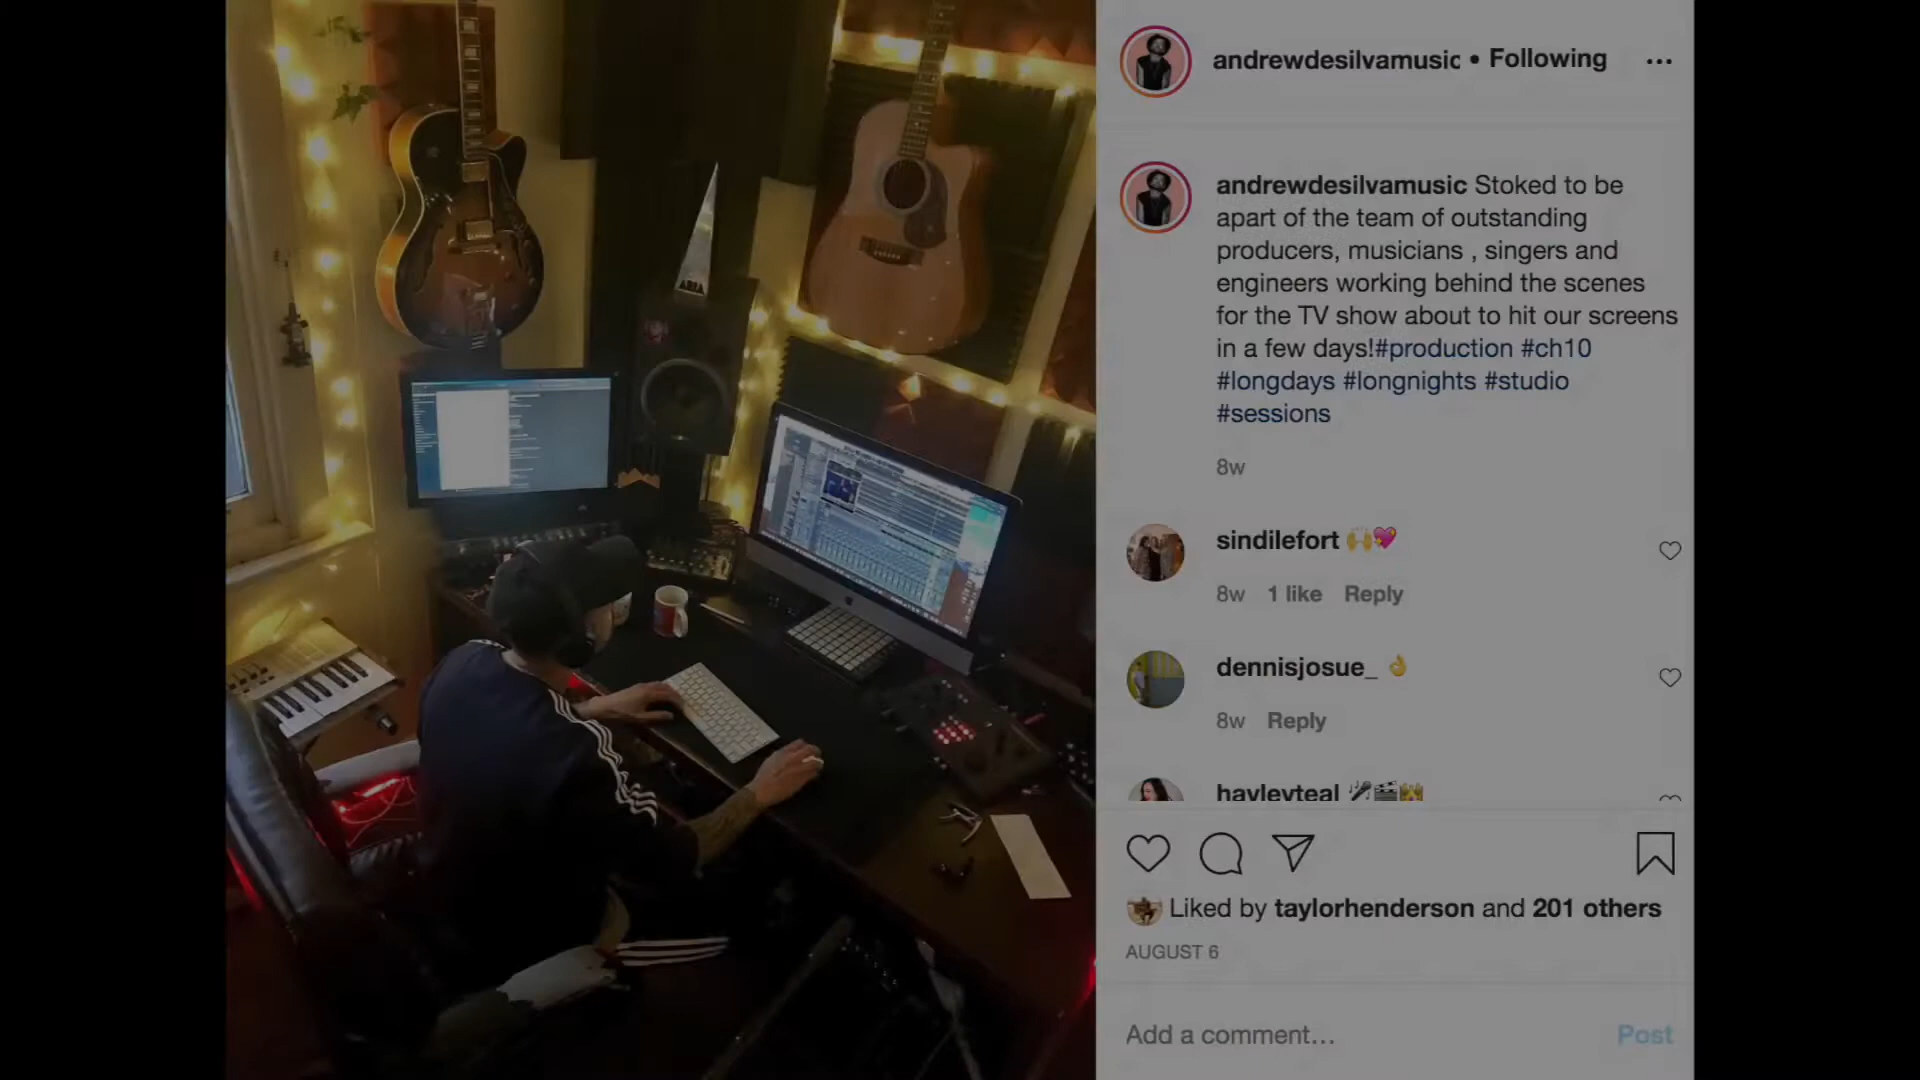 andrewdesilvamusic • Following
andrewdesilvamusic Stoked to be
apart of the team of outstanding
producers, musicians , singers and
engineers working behind the scenes
for the TV show about to hit our screens
in a few days!#production #ch10
#longdays #longnights #studio
#sessions
8w
sindilefort 🙌💖
8w 1 like Reply
dennisjosue_ 👌
8w Reply
hayleyteal 🎤🎬🙌
Liked by taylorhenderson and 201 others
AUGUST 6
Add a comment... Post
ARIA